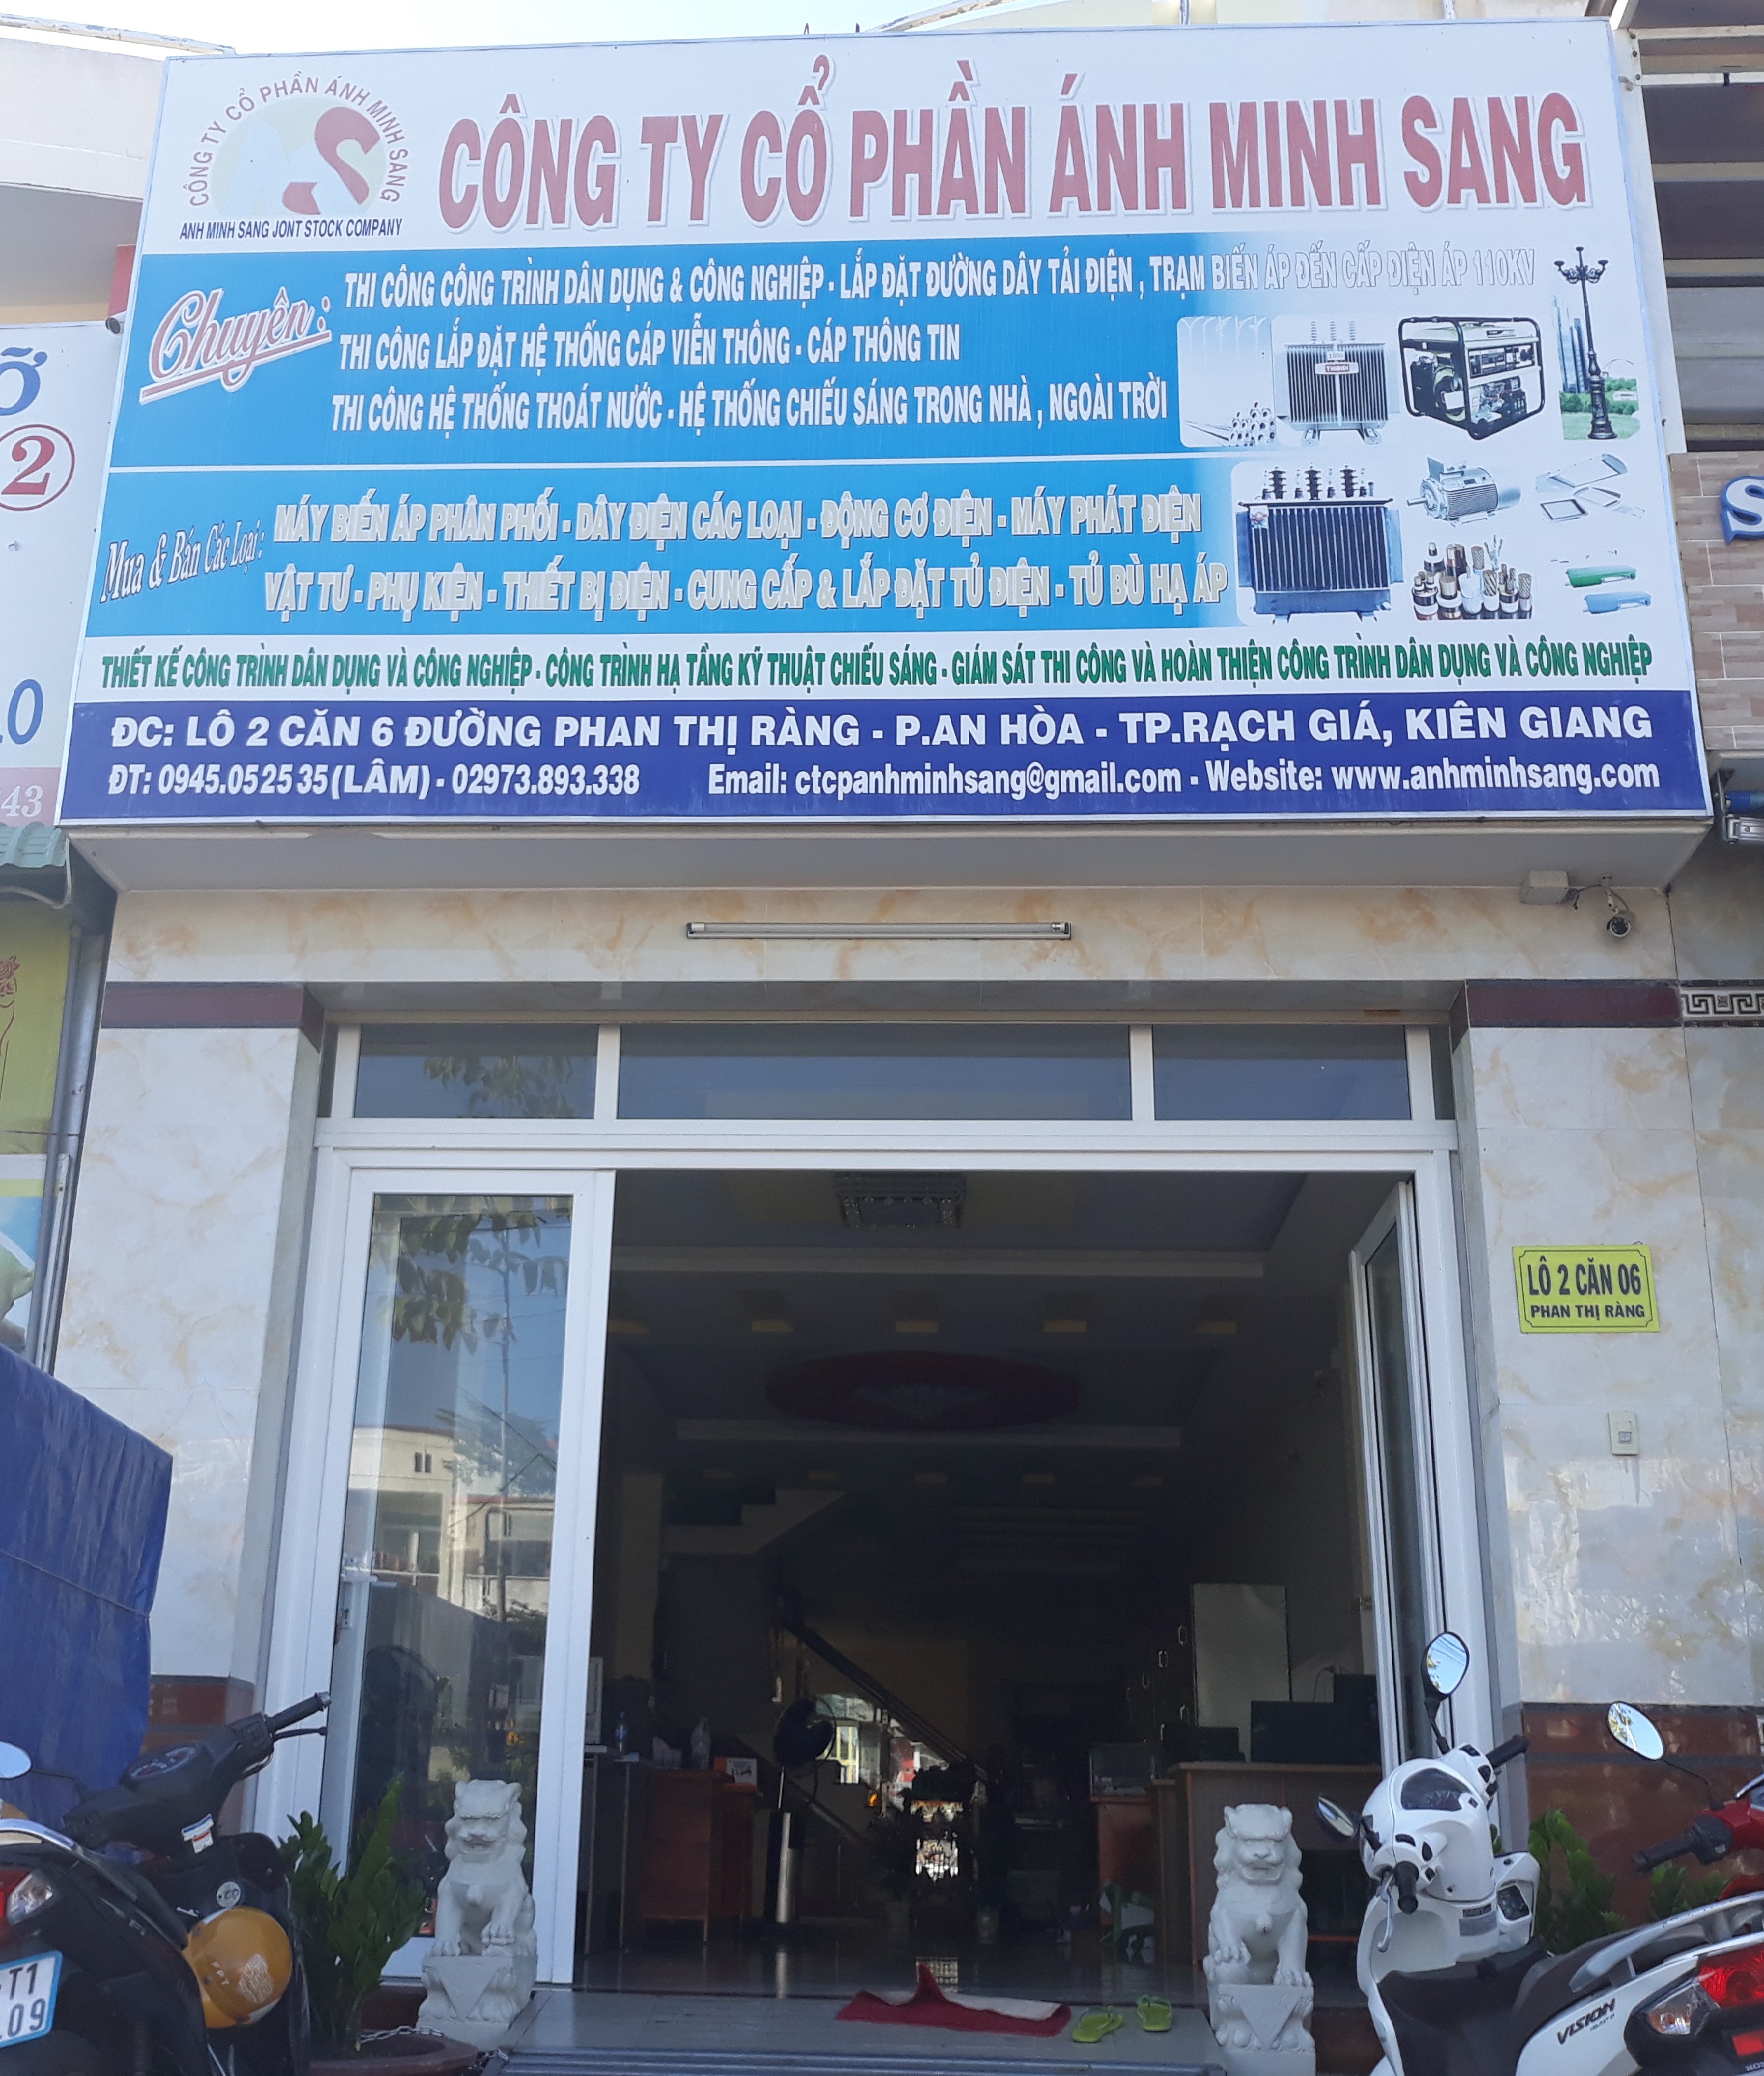 CÔNG TY CỔ PHẦN ÁNH MINH SANG
ANH MINH SANG JONT STOCK COMPANY
CÔNG TY CỔ PHẦN ÁNH MINH SANG
Chuyên:
THI CÔNG CÔNG TRÌNH DÂN DỤNG & CÔNG NGHIỆP - LẮP ĐẶT ĐƯỜNG DÂY TẢI ĐIỆN , TRẠM BIẾN ÁP ĐẾN CẤP ĐIỆN ÁP 110KV
THI CÔNG LẮP ĐẶT HỆ THỐNG CÁP VIỄN THÔNG - CÁP THÔNG TIN
THI CÔNG HỆ THỐNG THOÁT NƯỚC - HỆ THỐNG CHIẾU SÁNG TRONG NHÀ , NGOÀI TRỜI
Mua & Bán Các Loại :
MÁY BIẾN ÁP PHÂN PHỐI - DÂY ĐIỆN CÁC LOẠI - ĐỘNG CƠ ĐIỆN - MÁY PHÁT ĐIỆN
VẬT TƯ - PHỤ KIỆN - THIẾT BỊ ĐIỆN - CUNG CẤP & LẮP ĐẶT TỦ ĐIỆN - TỦ BÙ HẠ ÁP
THIẾT KẾ CÔNG TRÌNH DÂN DỤNG VÀ CÔNG NGHIỆP - CÔNG TRÌNH HẠ TẦNG KỸ THUẬT CHIẾU SÁNG - GIÁM SÁT THI CÔNG VÀ HOÀN THIỆN CÔNG TRÌNH DÂN DỤNG VÀ CÔNG NGHIỆP
ĐC: LÔ 2 CĂN 6 ĐƯỜNG PHAN THỊ RÀNG - P.AN HÒA - TP.RẠCH GIÁ, KIÊN GIANG
ĐT: 0945.052535 (LÂM) - 02973.893.338 Email: ctcpanhminhsang@gmail.com - Website: www.anhminhsang.com
2
43
LÔ 2 CĂN 06
PHAN THỊ RÀNG
T1
09
VISION